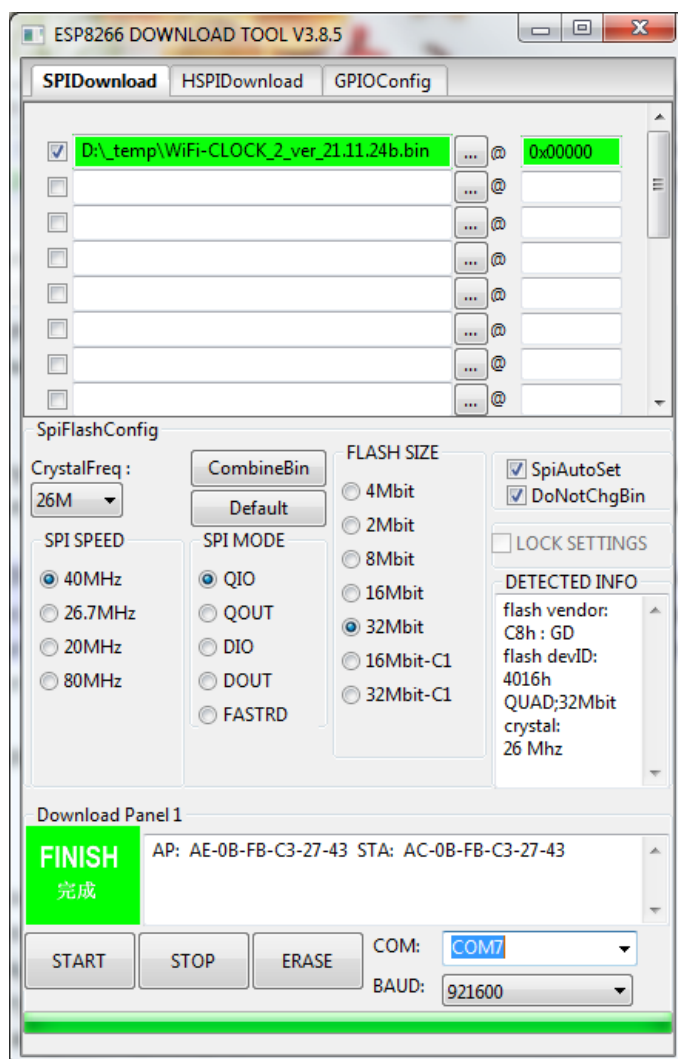 ESP8266 DOWNLOAD TOOL V3.8.5
SPIDownload HSPIDownload GPIOConfig
D:\_temp\WiFi-CLOCK_2_ver_21.11.24b.bin ... @ 0x00000
... @
... @
... @
... @
... @
... @
... @
SpiFlashConfig
CrystalFreq :
26M
CombineBin
Default
SPI SPEED
40MHz
26.7MHz
20MHz
80MHz
SPI MODE
QIO
QOUT
DIO
DOUT
FASTRD
FLASH SIZE
4Mbit
2Mbit
8Mbit
16Mbit
32Mbit
16Mbit-C1
32Mbit-C1
SpiAutoSet
DoNotChgBin
LOCK SETTINGS
DETECTED INFO
flash vendor:
C8h : GD
flash devID:
4016h
QUAD;32Mbit
crystal:
26 Mhz
Download Panel 1
FINISH
完成
AP: AE-0B-FB-C3-27-43 STA: AC-0B-FB-C3-27-43
START STOP ERASE
COM: COM7
BAUD: 921600